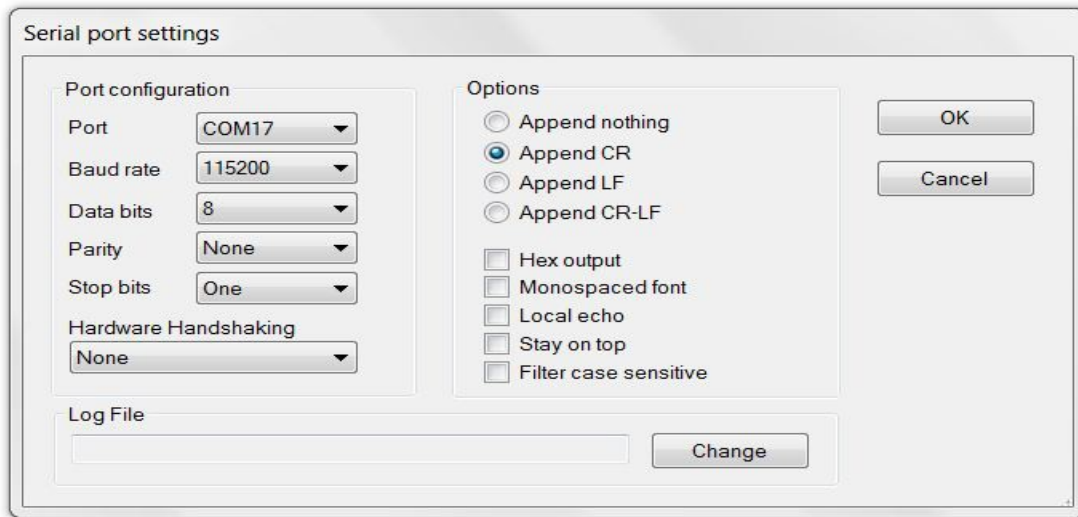 Serial port settings
Port configuration
Port COM17
Baud rate 115200
Data bits 8
Parity None
Stop bits One
Hardware Handshaking
None
Options
Append nothing
Append CR
Append LF
Append CR-LF
Hex output
Monospaced font
Local echo
Stay on top
Filter case sensitive
OK
Cancel
Log File
Change